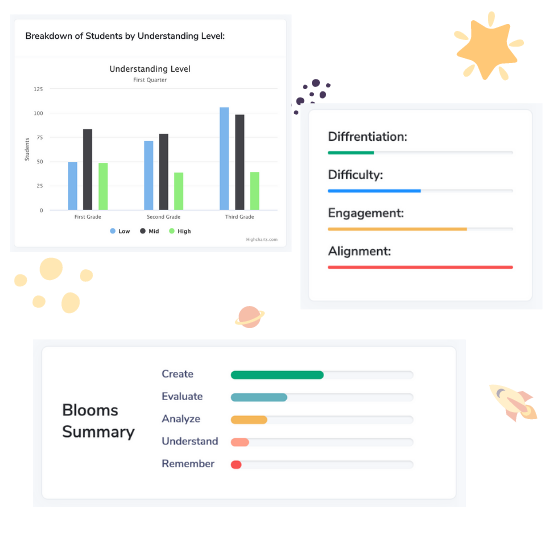 Breakdown of Students by Understanding Level:
Understanding Level
First Quarter
Students
125
100
75
50
25
0
First Grade Second Grade Third Grade
Low Mid High
Highcharts.com
Diffrentiation:
Difficulty:
Engagement:
Alignment:
Blooms
Summary
Create
Evaluate
Analyze
Understand
Remember